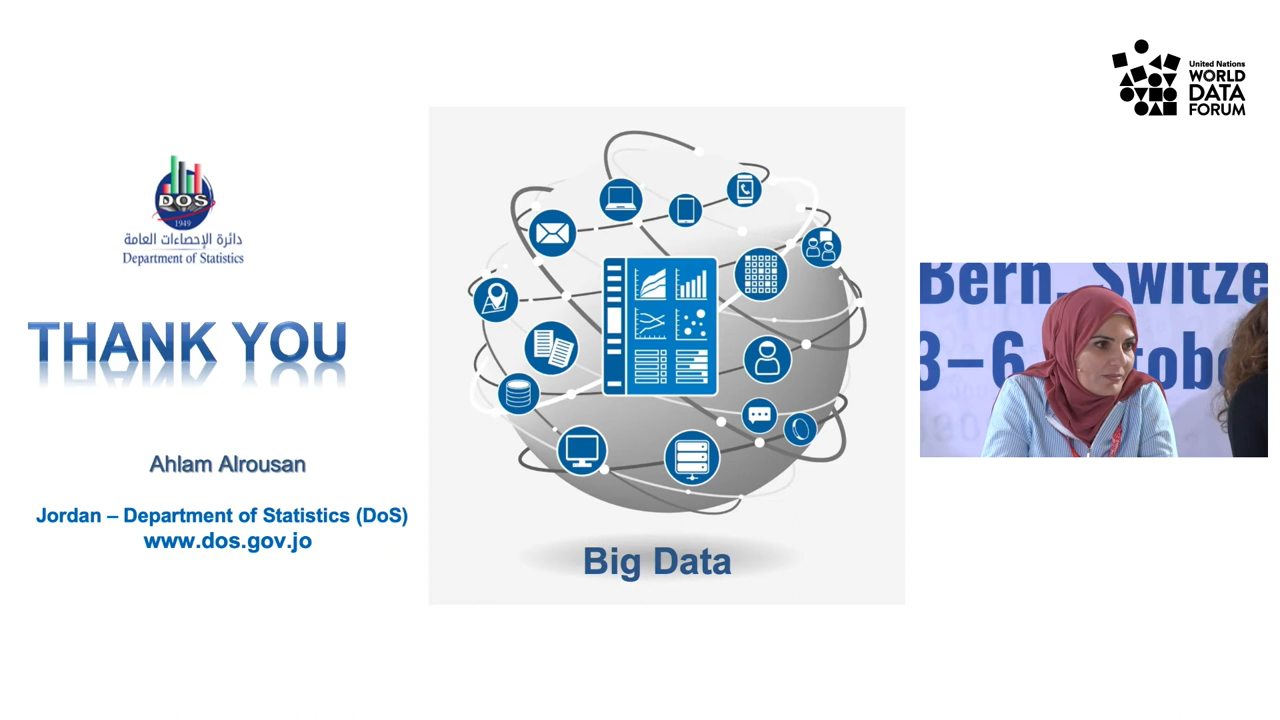 United Nations
WORLD
DATA
FORUM
DOS
1949
دائرة الإحصاءات العامة
Department of Statistics
THANK YOU
Ahlam Alrousan
Jordan – Department of Statistics (DoS)
www.dos.gov.jo
Big Data
Bern, Switze
3–6